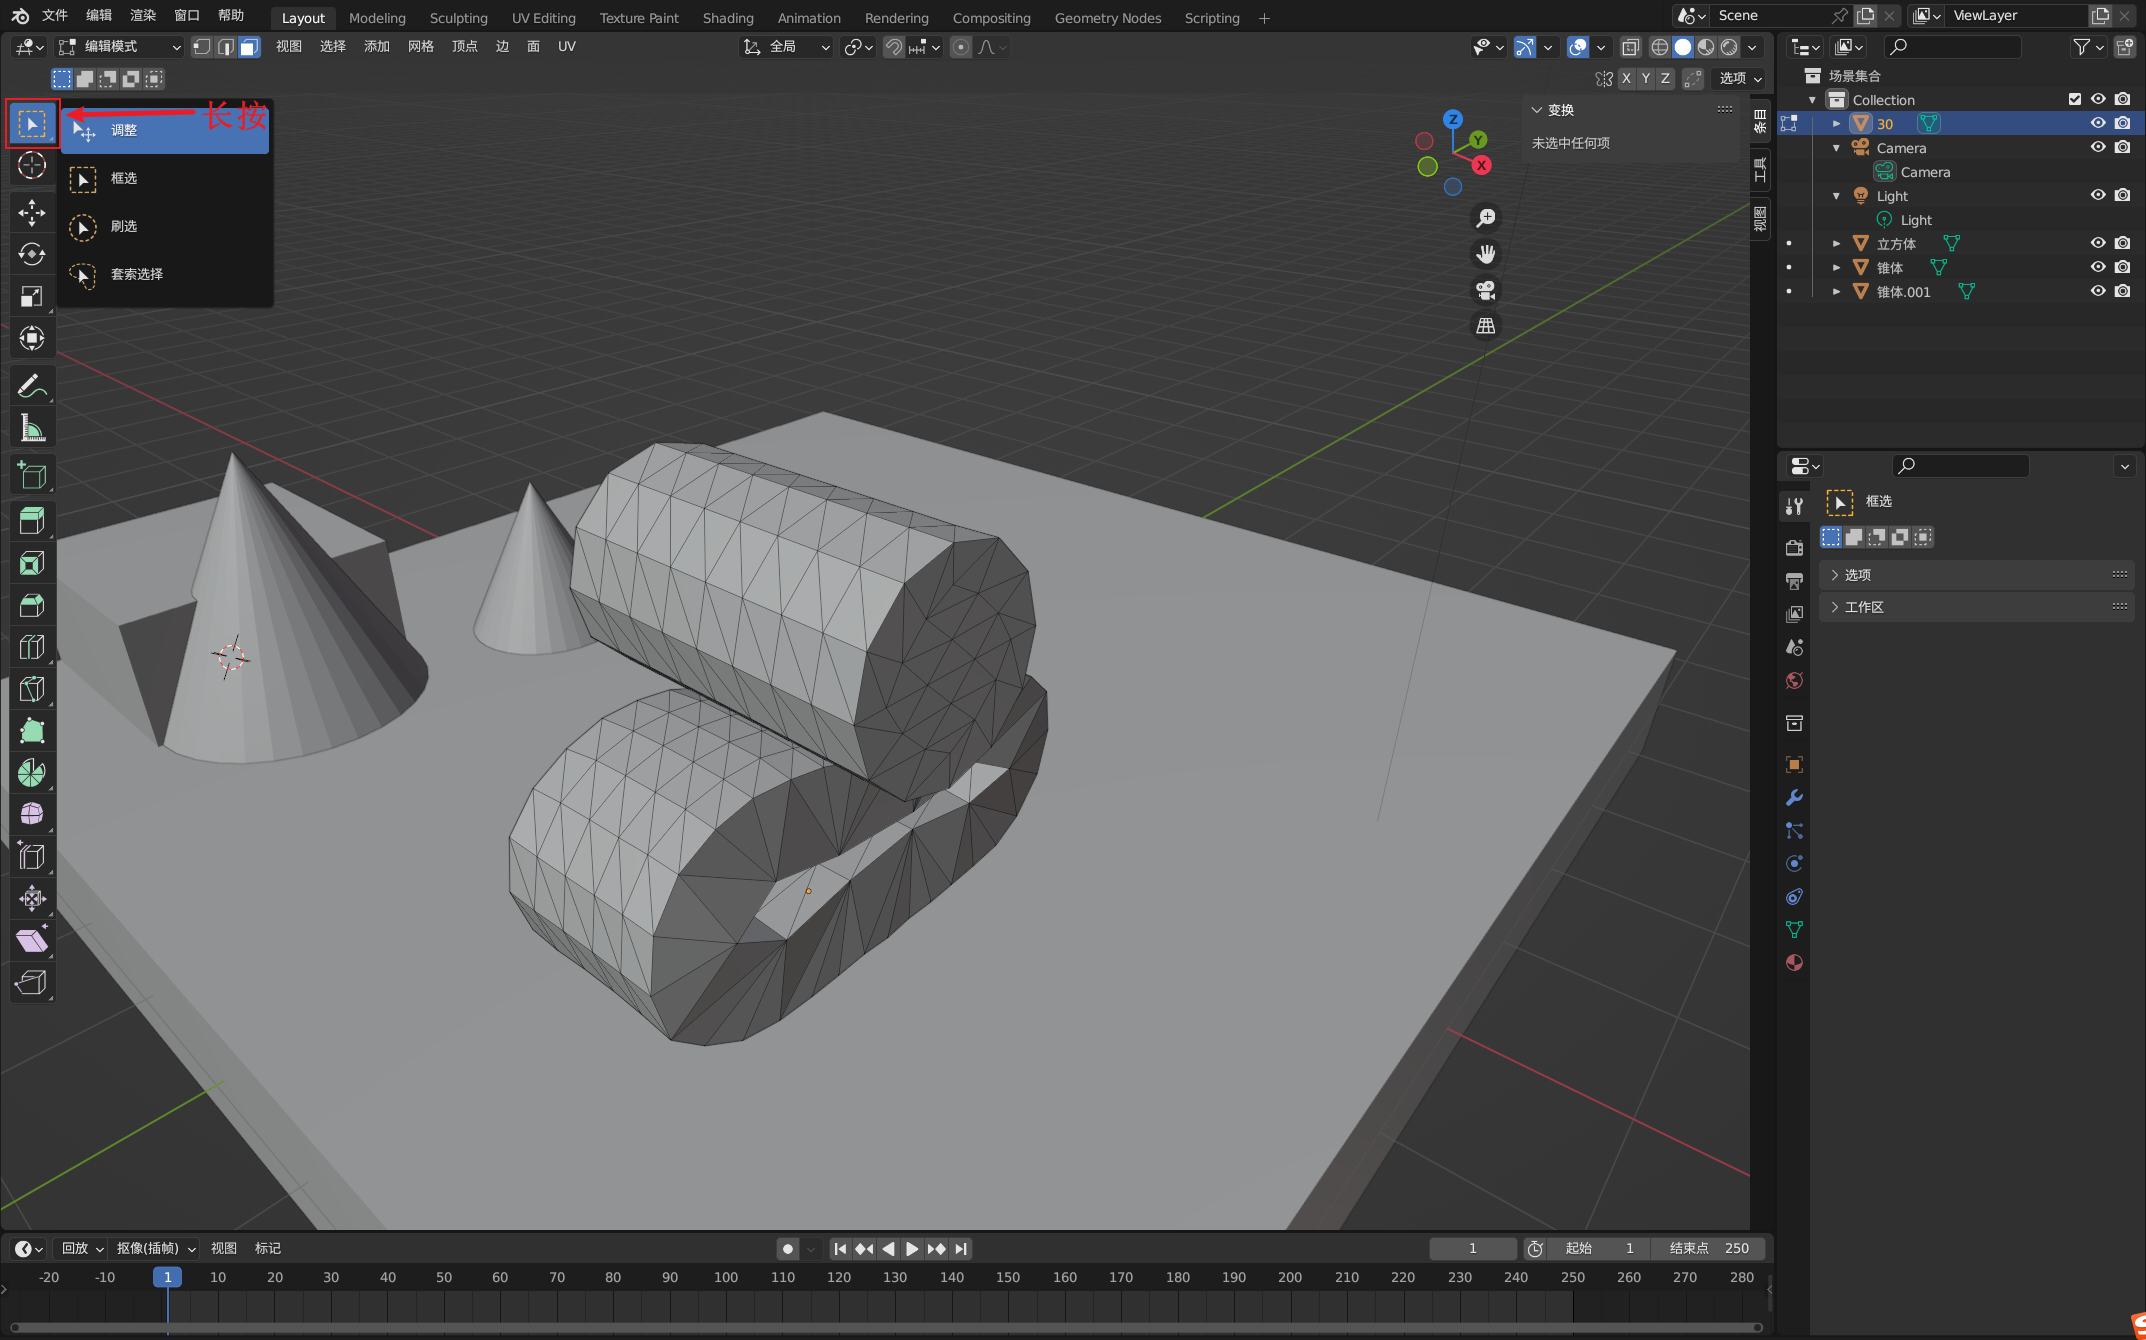 文件 编辑 渲染 窗口 帮助 Layout Modeling Sculpting UV Editing Texture Paint Shading Animation Rendering Compositing Geometry Nodes Scripting + Scene ViewLayer
编辑模式 视图 选择 添加 网格 顶点 边 面 UV 全局
X Y Z 选项
长按
调整
框选
刷选
套索选择
Z
Y
X
变换
未选中任何项
条目
工具
视图
场景集合
Collection
30
Camera
Camera
Light
Light
立方体
锥体
锥体.001
框选
选项
工作区
回放 抠像(插帧) 视图 标记 1 起始 1 结束点 250
-20 -10 1 10 20 30 40 50 60 70 80 90 100 110 120 130 140 150 160 170 180 190 200 210 220 230 240 250 260 270 280